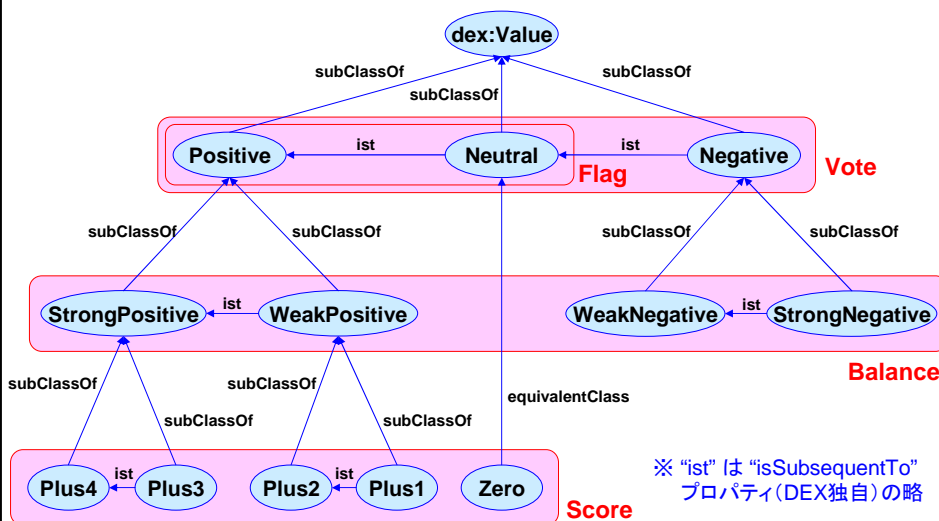 dex:Value
subClassOf
subClassOf
subClassOf
Positive
ist
Neutral
ist
Negative
Flag
Vote
subClassOf
subClassOf
subClassOf
subClassOf
StrongPositive
ist
WeakPositive
WeakNegative
ist
StrongNegative
Balance
subClassOf
subClassOf
subClassOf
subClassOf
equivalentClass
Plus4
ist
Plus3
Plus2
ist
Plus1
Zero
Score
※ “ist” は “isSubsequentTo”
プロパティ(DEX独自)の略